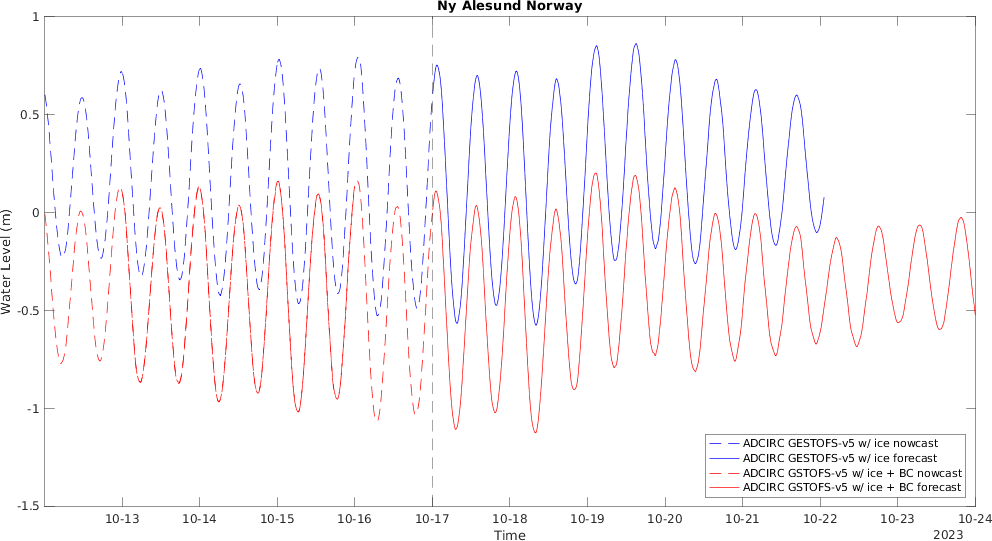 Ny Alesund Norway
Water Level (m)
1
0.5
0
-0.5
-1
-1.5
ADCIRC GESTOFS-v5 w/ ice nowcast
ADCIRC GESTOFS-v5 w/ ice forecast
ADCIRC GSTOFS-v5 w/ ice + BC nowcast
ADCIRC GSTOFS-v5 w/ ice + BC forecast
10-13 10-14 10-15 10-16 10-17 10-18 10-19 10-20 10-21 10-22 10-23 10-24
Time
2023